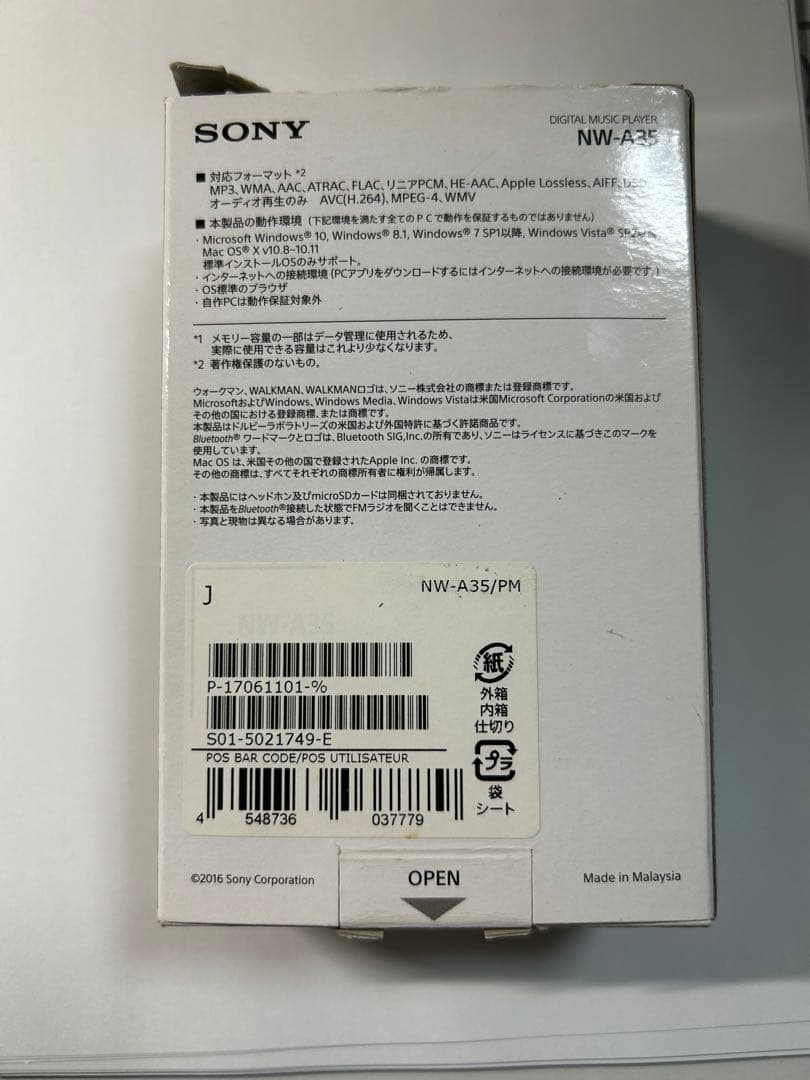 SONY
DIGITAL MUSIC PLAYER
NW-A35
■ 対応フォーマット *2
MP3、WMA、AAC、ATRAC、FLAC、リニアPCM、HE-AAC、Apple Lossless、AIFF、DSD
オーディオ再生のみ AVC(H.264)、MPEG-4、WMV
■ 本製品の動作環境（下記環境を満たす全てのＰＣで動作を保証するものではありません）
・Microsoft Windows® 10, Windows® 8.1, Windows® 7 SP1以降, Windows Vista® SP2以降
Mac OS® X v10.8~10.11
標準インストールOSのみサポート。
・インターネットへの接続環境（PCアプリをダウンロードするにはインターネットへの接続環境が必要です。）
・OS標準のブラウザ
・自作PCは動作保証対象外
*1 メモリー容量の一部はデータ管理に使用されるため、
実際に使用できる容量はこれより少なくなります。
*2 著作権保護のないもの。
ウォークマン、WALKMAN、WALKMANロゴは、ソニー株式会社の商標または登録商標です。
MicrosoftおよびWindows、Windows Media、Windows Vistaは米国Microsoft Corporationの米国および
その他の国における登録商標、または商標です。
本製品はドルビーラボラトリーズの米国および外国特許に基づく許諾商品です。
Bluetooth® ワードマークとロゴは、Bluetooth SIG,Inc.の所有であり、ソニーはライセンスに基づきこのマークを
使用しています。
Mac OS は、米国その他の国で登録されたApple Inc. の商標です。
その他の商標は、すべてそれぞれの商標所有者に権利が帰属します。
・本製品にはヘッドホン及びmicroSDカードは同梱されておりません。
・本製品をBluetooth®接続した状態でFMラジオを聞くことはできません。
・写真と現物は異なる場合があります。
J
NW-A35/PM
P-17061101-%
S01-5021749-E
POS BAR CODE/POS UTILISATEUR
4 548736 037779
紙
外箱
内箱
仕切り
プラ
袋
シート
©2016 Sony Corporation
OPEN
Made in Malaysia